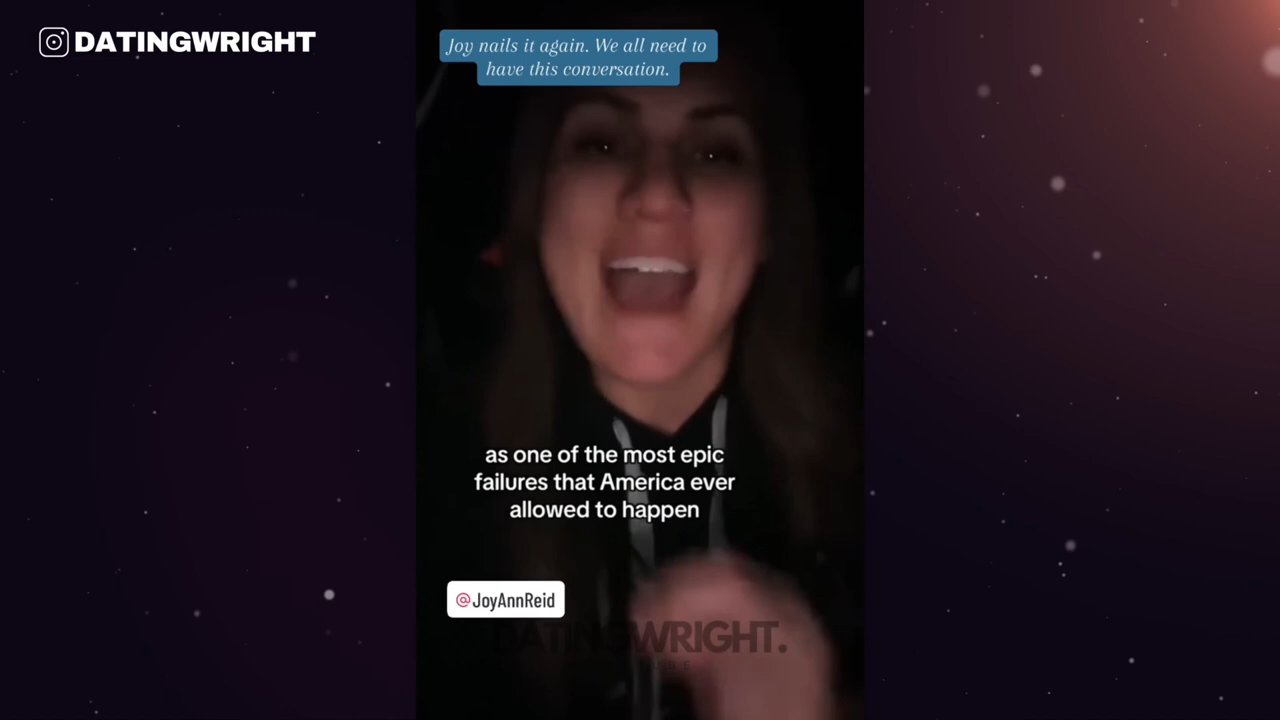 DATINGWRIGHT
Joy nails it again. We all need to
have this conversation.
as one of the most epic
failures that America ever
allowed to happen
@JoyAnnReid
DATINGWRIGHT.